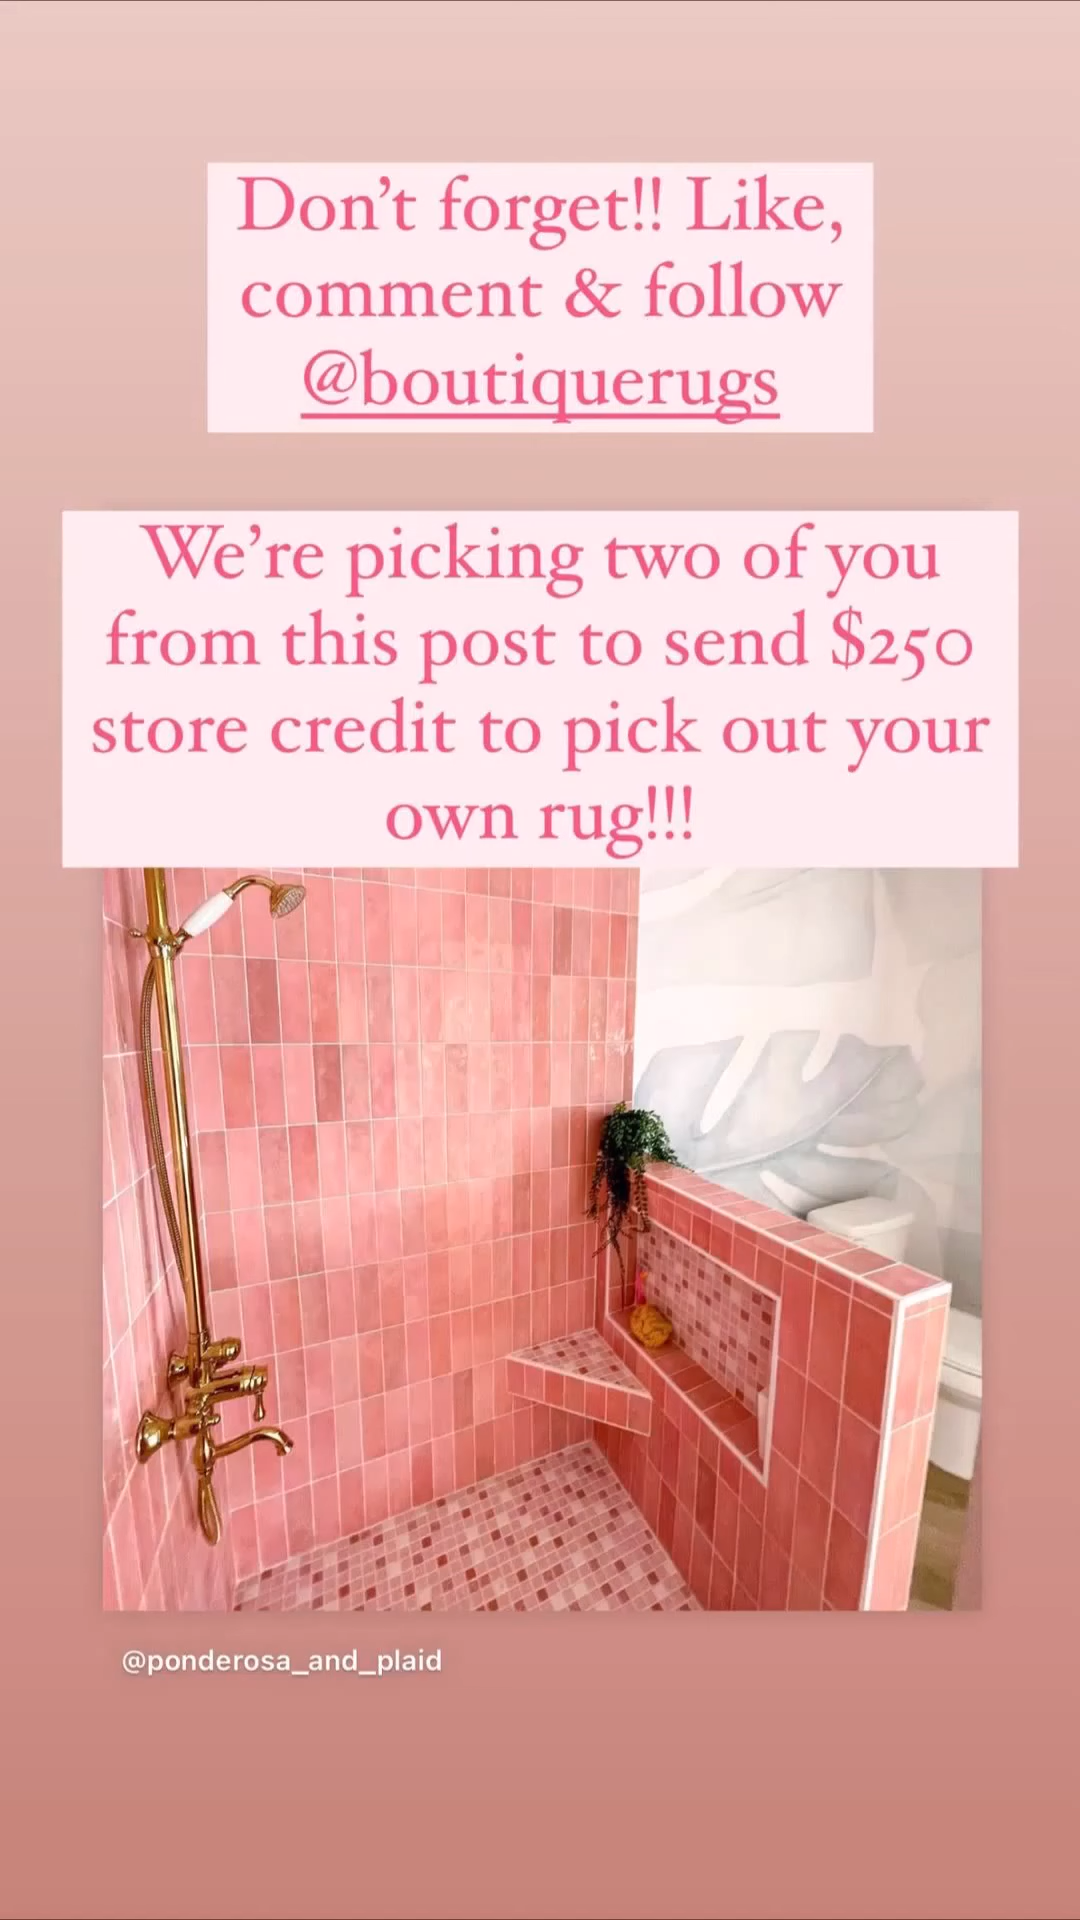 Don’t forget!! Like,
comment & follow
@boutiquerugs
We’re picking two of you
from this post to send $250
store credit to pick out your
own rug!!!
@ponderosa_and_plaid